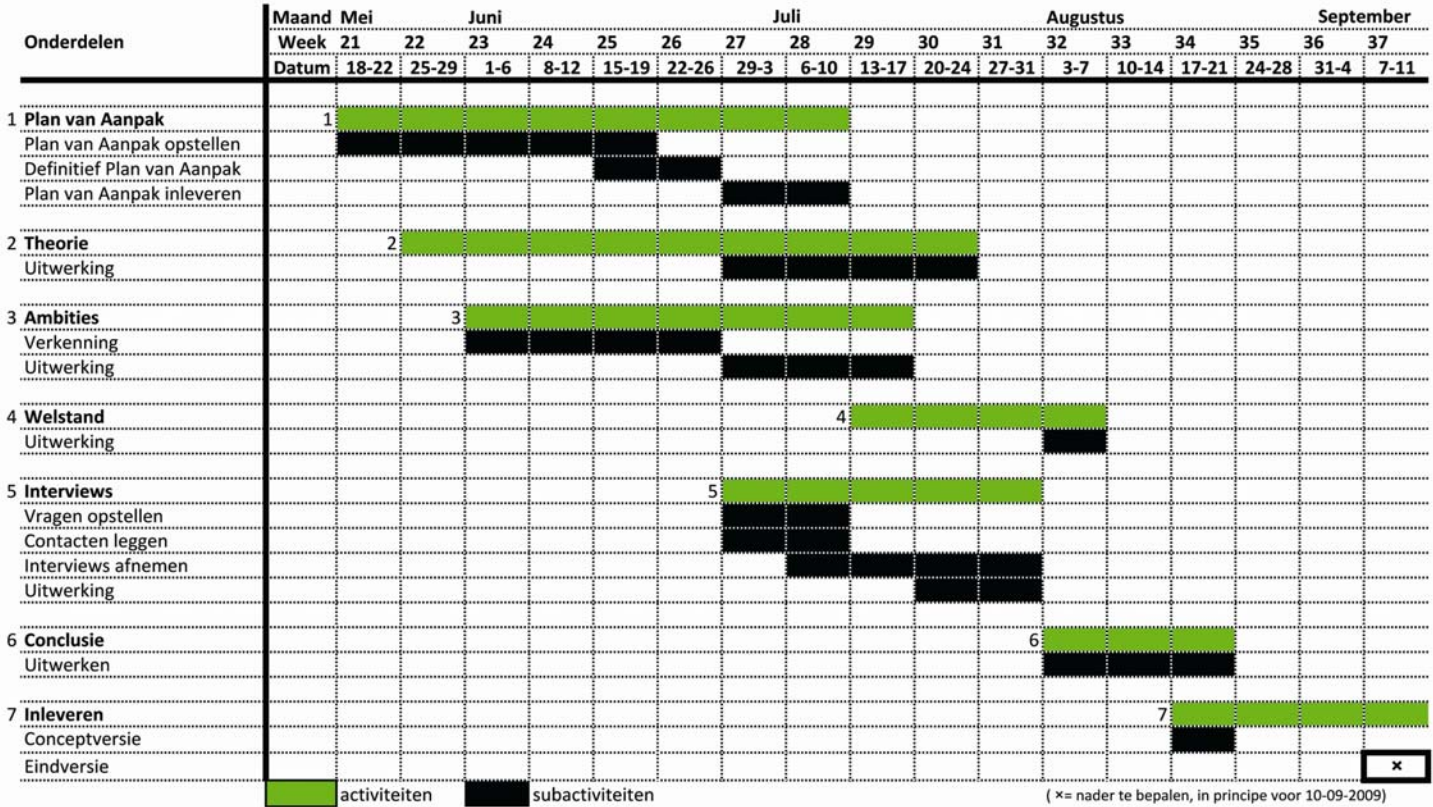 Maand Mei Juni Juli Augustus September
Onderdelen Week 21 22 23 24 25 26 27 28 29 30 31 32 33 34 35 36 37
Datum 18-22 25-29 1-6 8-12 15-19 22-26 29-3 6-10 13-17 20-24 27-31 3-7 10-14 17-21 24-28 31-4 7-11
1 Plan van Aanpak 1
Plan van Aanpak opstellen
Definitief Plan van Aanpak
Plan van Aanpak inleveren
2 Theorie 2
Uitwerking
3 Ambities 3
Verkenning
Uitwerking
4 Welstand 4
Uitwerking
5 Interviews 5
Vragen opstellen
Contacten leggen
Interviews afnemen
Uitwerking
6 Conclusie 6
Uitwerken
7 Inleveren 7
Conceptversie
Eindversie ×
activiteiten subactiviteiten ( ×= nader te bepalen, in principe voor 10-09-2009)